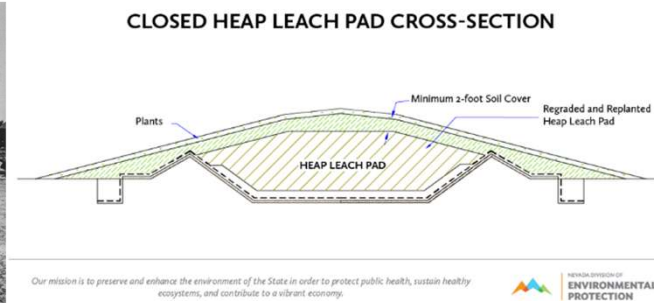 CLOSED HEAP LEACH PAD CROSS-SECTION
Minimum 2-foot Soil Cover
Plants
Regraded and Replanted
Heap Leach Pad
HEAP LEACH PAD
Our mission is to preserve and enhance the environment of the State in order to protect public health, sustain healthy
ecosystems, and contribute to a vibrant economy.
NEVADA DIVISION OF
ENVIRONMENTAL
PROTECTION